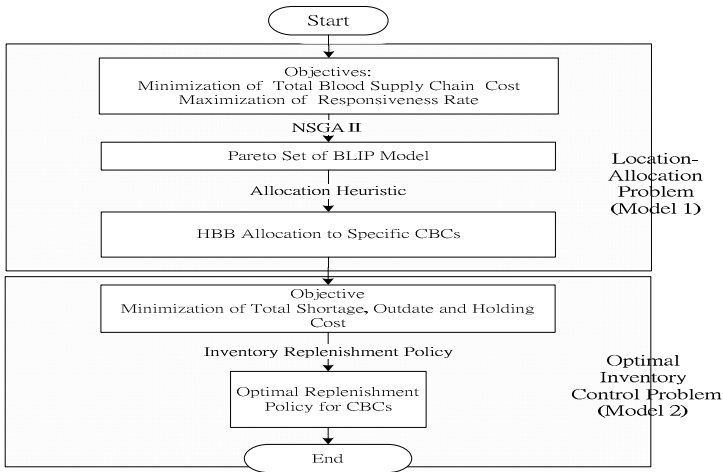 Start
Objectives:
Minimization of Total Blood Supply Chain Cost
Maximization of Responsiveness Rate
NSGA II
Pareto Set of BLIP Model
Allocation Heuristic
HBB Allocation to Specific CBCs
Location-
Allocation
Problem
(Model 1)
Objective
Minimization of Total Shortage, Outdate and Holding
Cost
Inventory Replenishment Policy
Optimal Replenishment
Policy for CBCs
Optimal
Inventory
Control Problem
(Model 2)
End